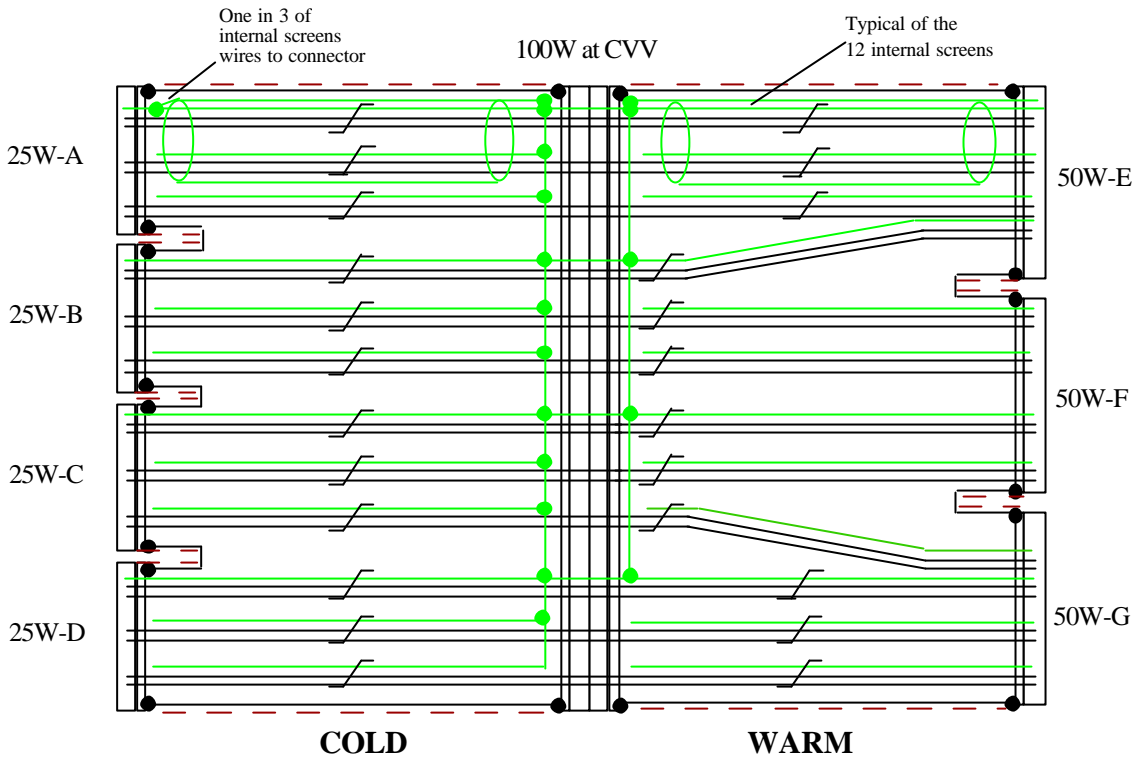 One in 3 of
internal screens
wires to connector
100W at CVV
Typical of the
12 internal screens
25W-A
50W-E
25W-B
50W-F
25W-C
25W-D
50W-G
COLD
WARM